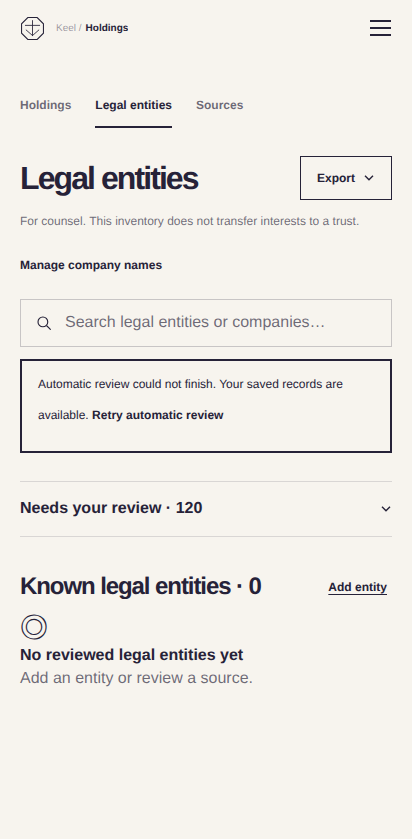 Keel / Holdings
Holdings Legal entities Sources
Legal entities
Export
For counsel. This inventory does not transfer interests to a trust.
Manage company names
Search legal entities or companies…
Automatic review could not finish. Your saved records are
available. Retry automatic review
Needs your review · 120
Known legal entities · 0
Add entity
No reviewed legal entities yet
Add an entity or review a source.